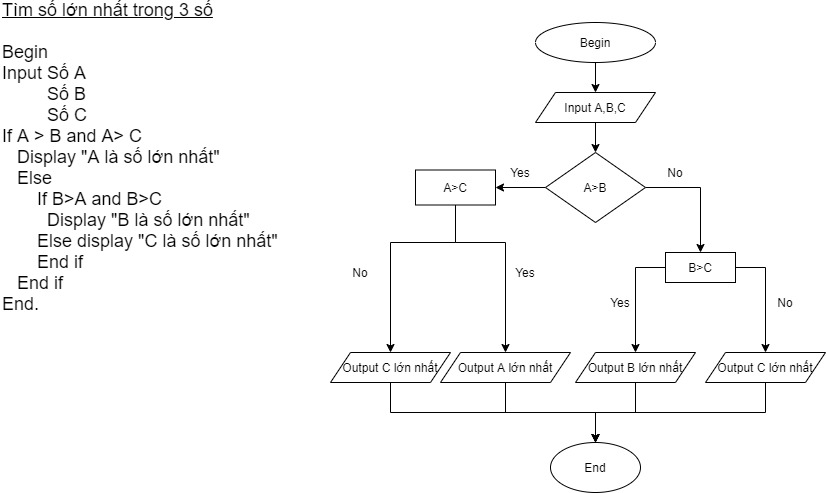 Tìm số lớn nhất trong 3 số
Begin
Input Số A
Số B
Số C
If A > B and A> C
Display "A là số lớn nhất"
Else
If B>A and B>C
Display "B là số lớn nhất"
Else display "C là số lớn nhất"
End if
End if
End.
Begin
Input A,B,C
A>B
Yes
No
A>C
B>C
No
Yes
Yes
No
Output C lớn nhất
Output A lớn nhất
Output B lớn nhất
Output C lớn nhất
End